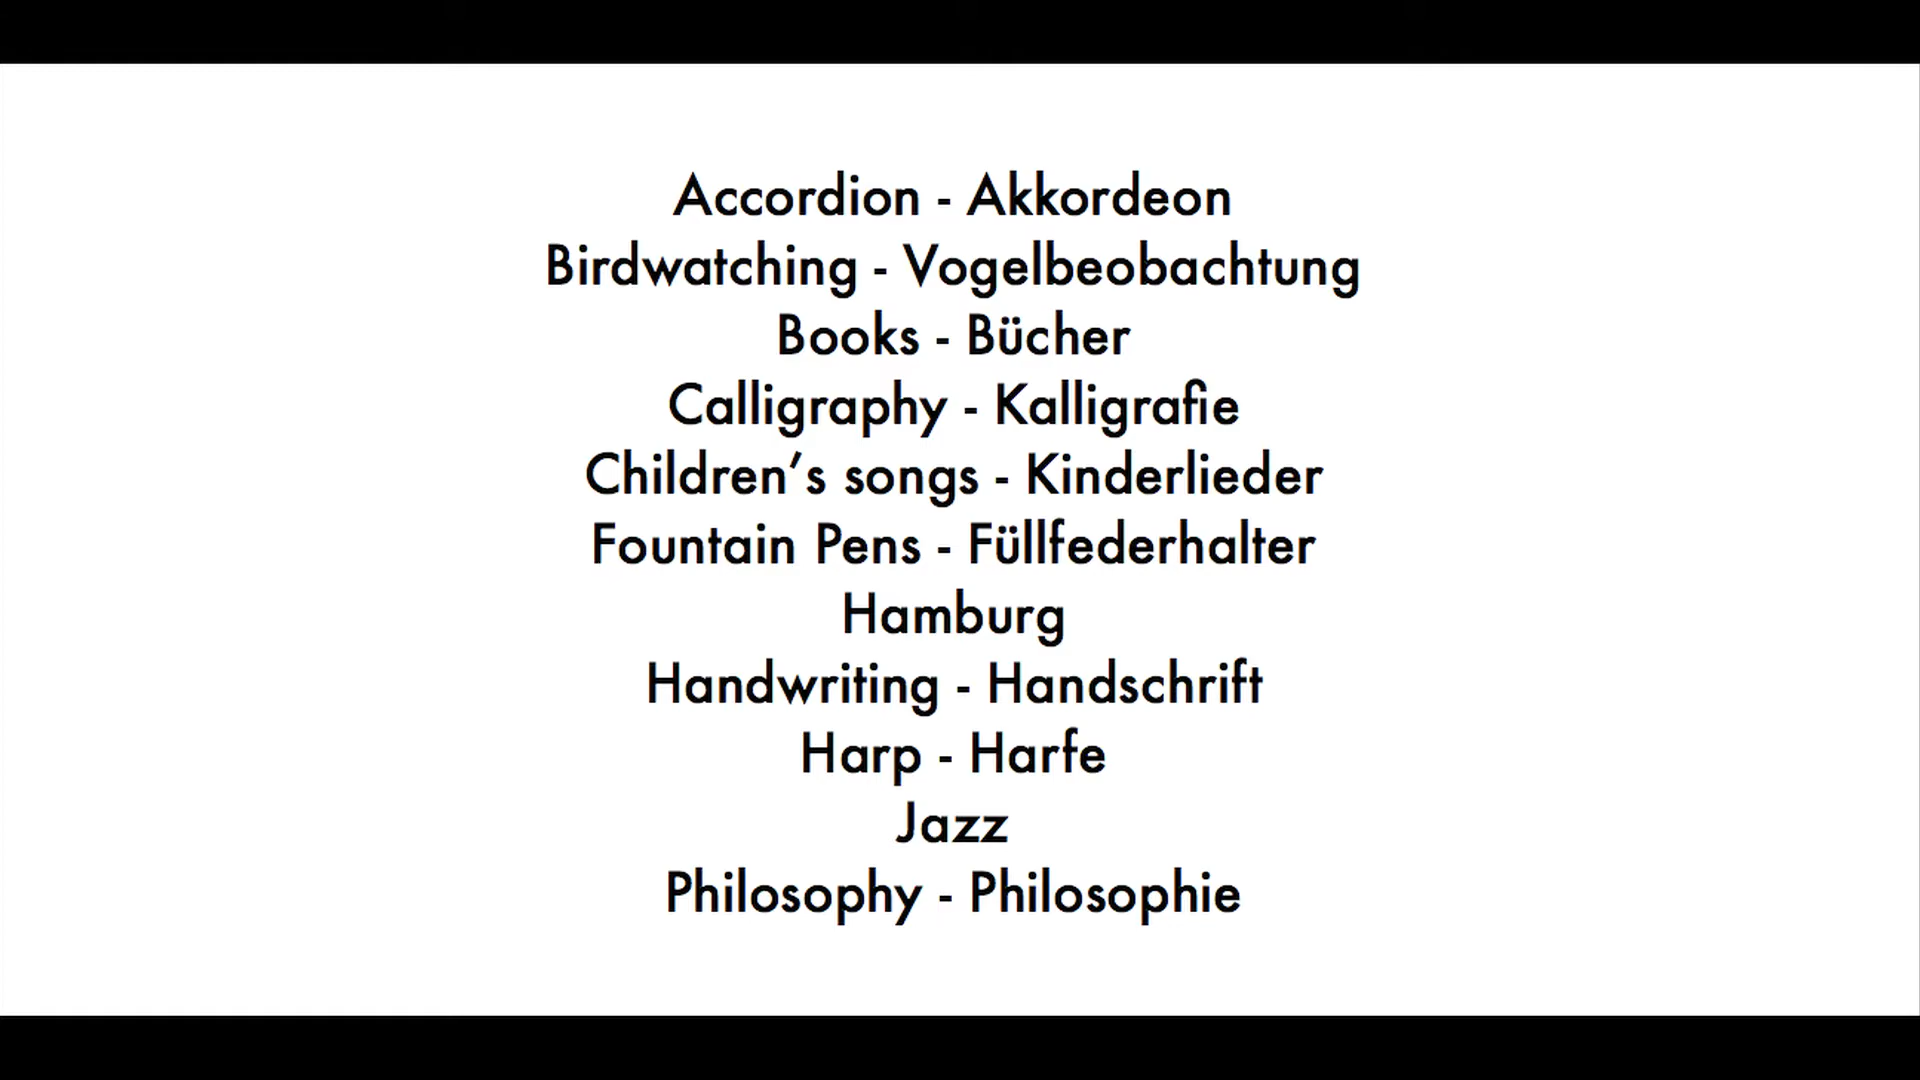 Accordion - Akkordeon
Birdwatching - Vogelbeobachtung
Books - Bücher
Calligraphy - Kalligrafie
Children’s songs - Kinderlieder
Fountain Pens - Füllfederhalter
Hamburg
Handwriting - Handschrift
Harp - Harfe
Jazz
Philosophy - Philosophie